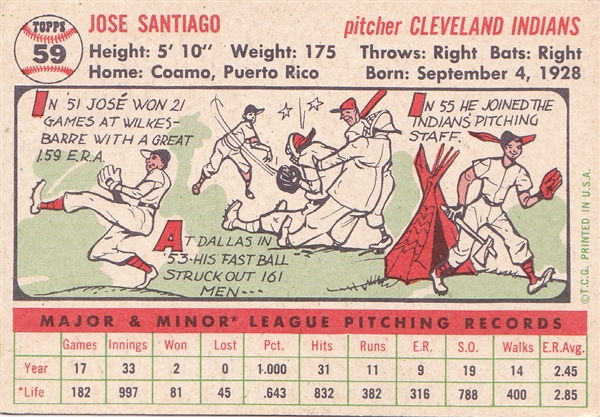 TOPPS
59
JOSE SANTIAGO
pitcher CLEVELAND INDIANS
Height: 5' 10" Weight: 175
Throws: Right Bats: Right
Home: Coamo, Puerto Rico
Born: September 4, 1928
IN '51 JOSÉ WON 21
GAMES AT WILKES-
BARRE WITH A GREAT
1.59 E.R.A.
AT DALLAS IN
'53-HIS FAST BALL
STRUCK OUT 161
MEN---
IN 55 HE JOINED THE
INDIANS' PITCHING
STAFF.
© T.C.G. PRINTED IN U.S.A.
MAJOR & MINOR* LEAGUE PITCHING RECORDS
Games Innings Won Lost Pct. Hits Runs E.R. S.O. Walks E.R.Ave.
Year 17 33 2 0 1.000 31 11 9 19 14 2.45
*Life 182 997 81 45 .643 832 382 316 788 400 2.85